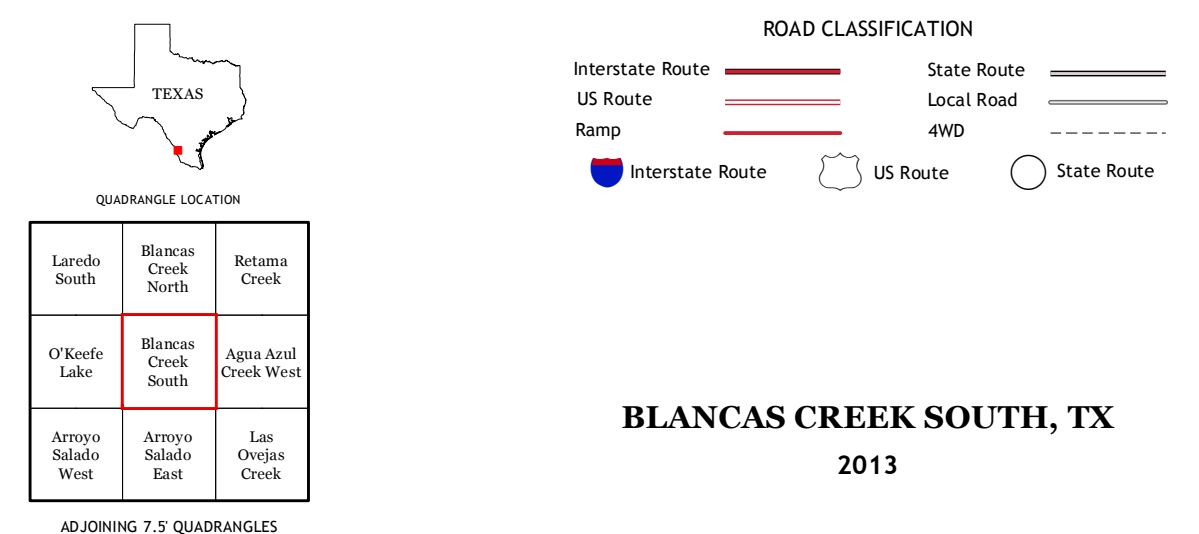 TEXAS
QUADRANGLE LOCATION
Laredo
South
Blancas
Creek
North
Retama
Creek
O'Keefe
Lake
Blancas
Creek
South
Agua Azul
Creek West
Arroyo
Salado
West
Arroyo
Salado
East
Las
Ovejas
Creek
ADJOINING 7.5' QUADRANGLES
ROAD CLASSIFICATION
Interstate Route
State Route
US Route
Local Road
Ramp
4WD
Interstate Route
US Route
State Route
BLANCAS CREEK SOUTH, TX
2013